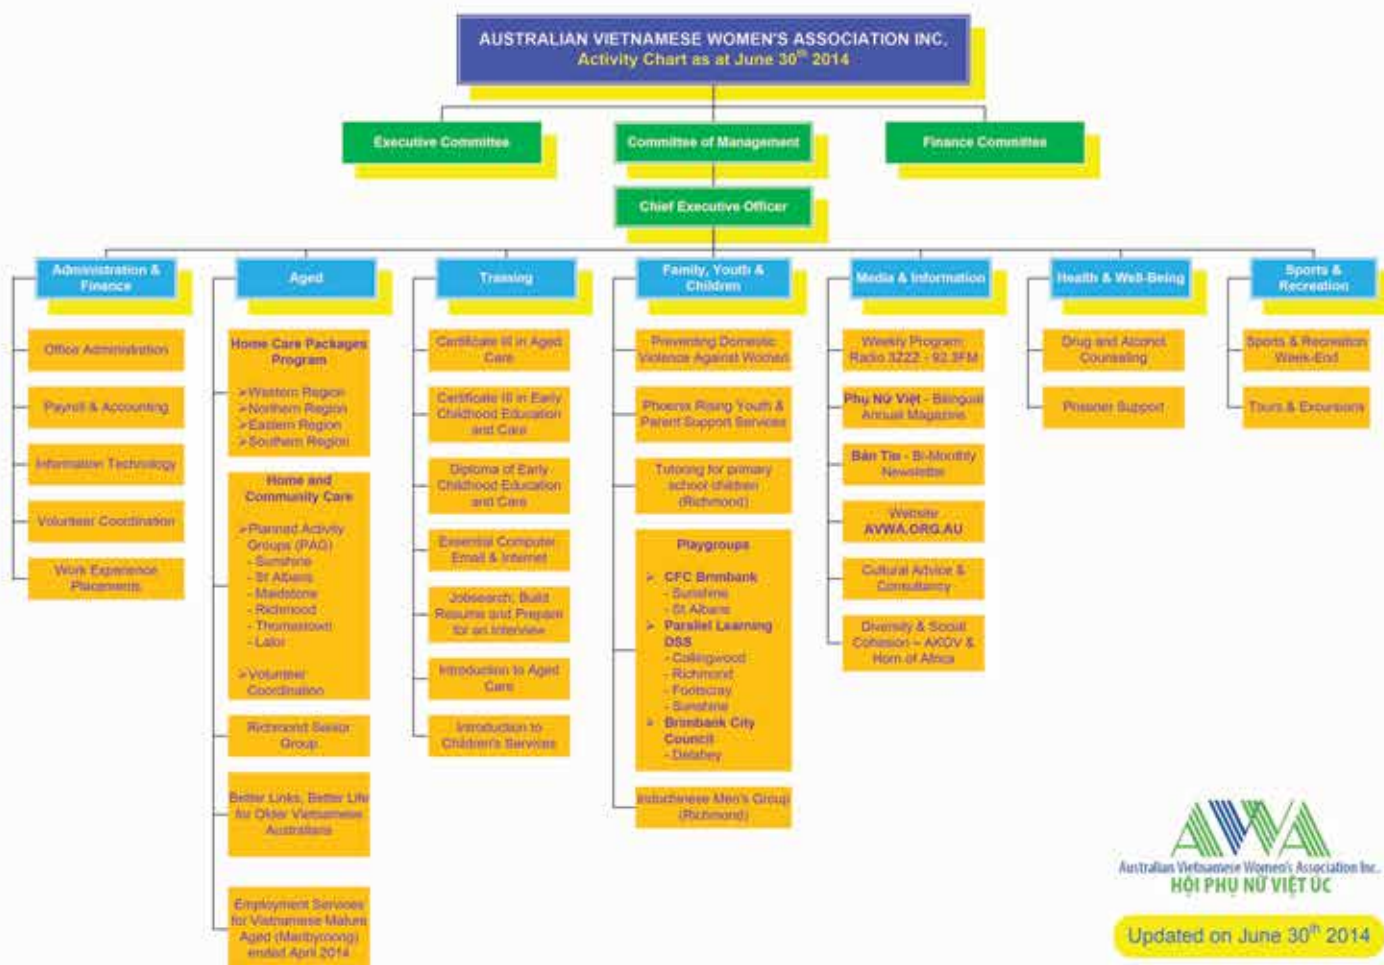 AUSTRALIAN VIETNAMESE WOMEN'S ASSOCIATION INC.
Activity Chart as at June 30th 2014
Executive Committee
Committee of Management
Finance Committee
Chief Executive Officer
Administration &
Finance
Office Administration
Payroll & Accounting
Information Technology
Volunteer Coordination
Work Experience
Placements
Aged
Home Care Packages
Program
➢Western Region
➢Northern Region
➢Eastern Region
➢Southern Region
Home and
Community Care
➢Planned Activity
Groups (PAG)
- Sunshine
- St Albans
- Maidstone
- Richmond
- Thomastown
- Lalor
➢Volunteer
Coordination
Richmond Senior
Group
Better Links, Better Life
for Older Vietnamese
Australians
Employment Services
for Vietnamese Mature
Aged (Maribyrnong)
ended April 2014
Training
Certificate III in Aged
Care
Certificate III in Early
Childhood Education
and Care
Diploma of Early
Childhood Education
and Care
Essential Computer
Email & Internet
Jobsearch, Build
Resume and Prepare
for an Interview
Introduction to Aged
Care
Introduction to
Children's Services
Family, Youth &
Children
Preventing Domestic
Violence Against Women
Phoenix Rising Youth &
Parent Support Services
Tutoring for primary
school children
(Richmond)
Playgroups
➢ CFC Brimbank
- Sunshine
- St Albans
➢ Parallel Learning
DSS
- Collingwood
- Richmond
- Footscray
- Sunshine
➢ Brimbank City
Council
- Delahey
Indochinese Men's Group
(Richmond)
Media & Information
Weekly Program
Radio 3ZZZ - 92.3FM
Phụ Nữ Việt - Bilingual
Annual Magazine
Bản Tin - Bi-Monthly
Newsletter
Website
AVWA.ORG.AU
Cultural Advice &
Consultancy
Diversity & Social
Cohesion – AKOV &
Horn of Africa
Health & Well-Being
Drug and Alcohol
Counseling
Prisoner Support
Sports &
Recreation
Sports & Recreation
Week-End
Tours & Excursions
AVWA
Australian Vietnamese Women's Association Inc.
HỘI PHỤ NỮ VIỆT ÚC
Updated on June 30th 2014